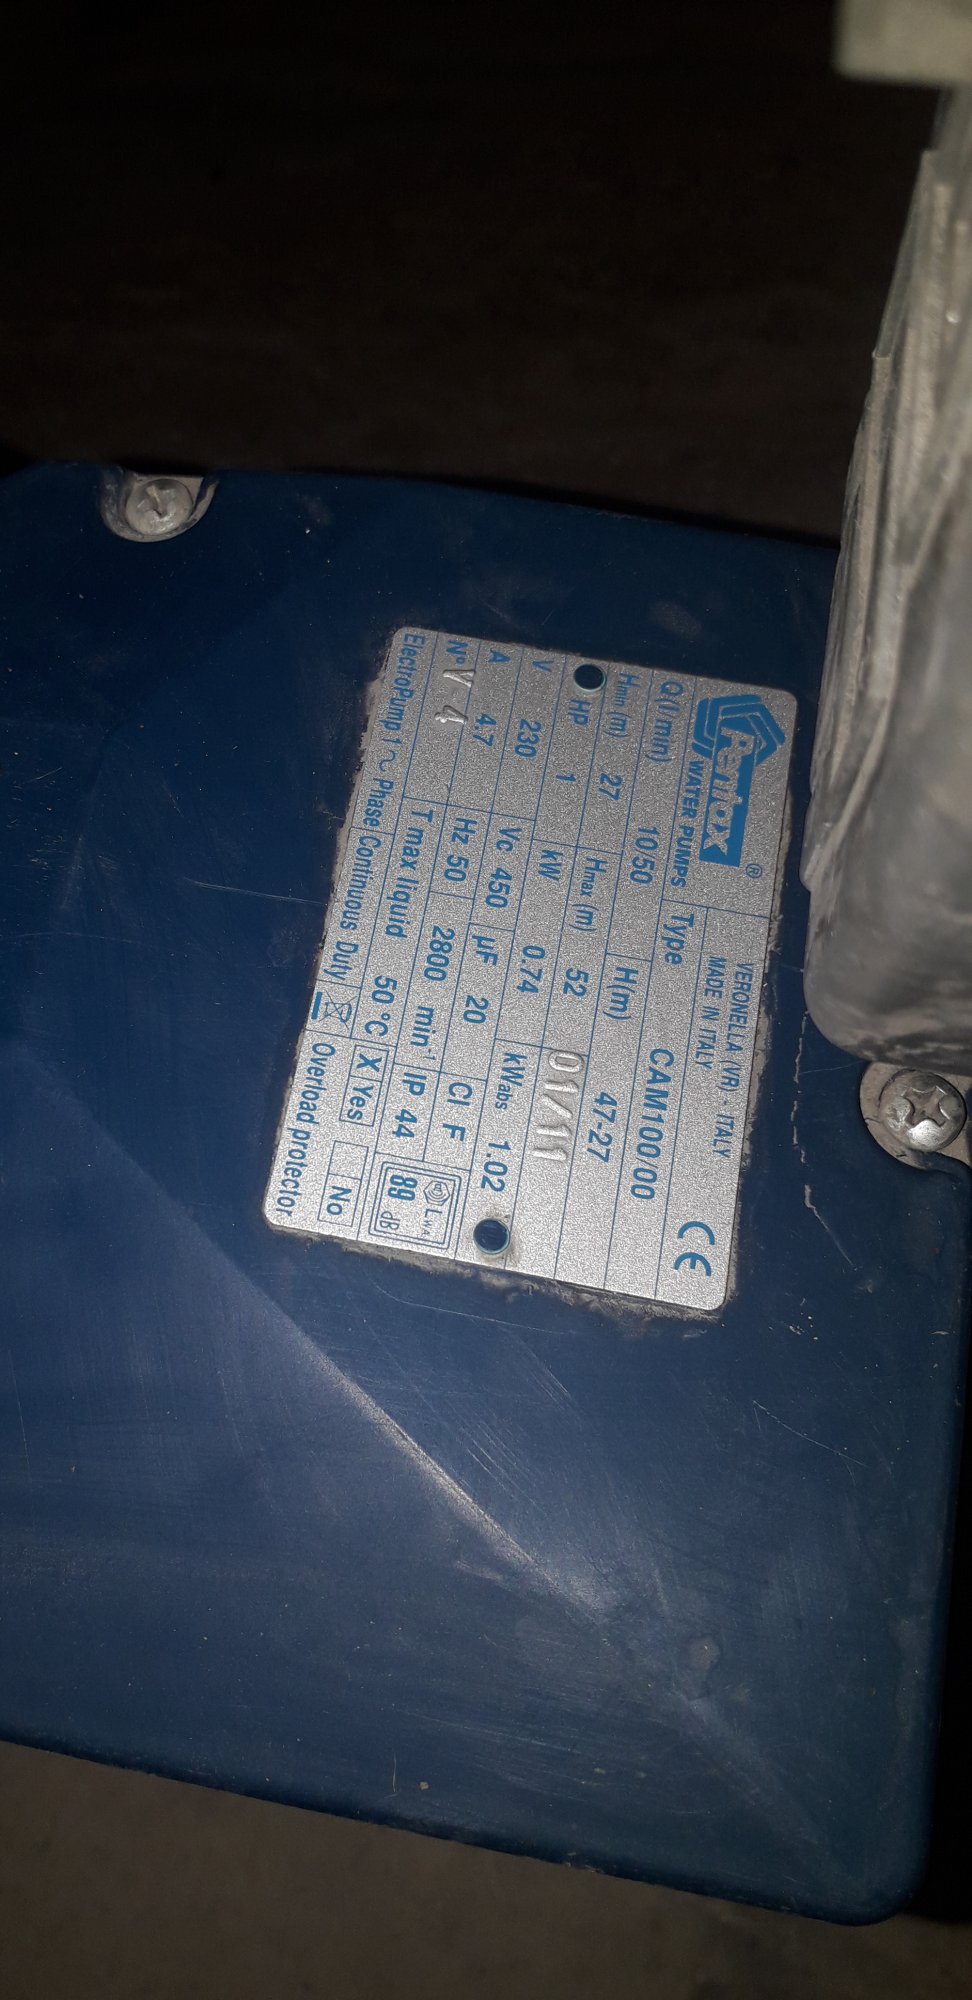 Pentax ®
WATER PUMPS
VERONELLA (VR) - ITALY
MADE IN ITALY
CE
Type CAM100/00
Q (l/min) 10÷50 H(m) 47-27
Hmin (m) 27 Hmax (m) 52
HP 1 kW 0.74 01/11
V 230 Vc 450 µF 20 kWabs 1.02
A 4.7 Hz 50 2800 min⁻¹ Cl F
N° V-4 T max liquid 50 °C IP 44
LWA 89 dB
ElectroPump 1~ Phase Continuous Duty X Yes No
Overload protector